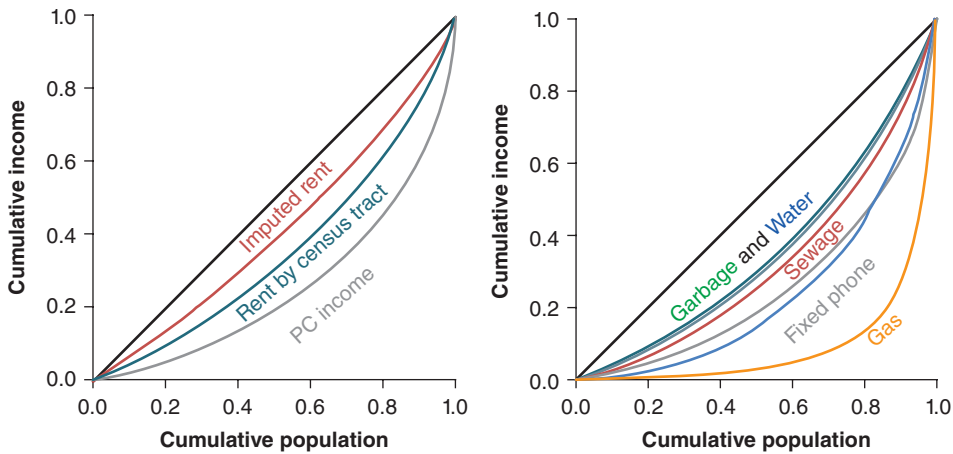 1.0
0.8
0.6
0.4
0.2
0.0
Cumulative income
Imputed rent
Rent by census tract
PC income
0.0 0.2 0.4 0.6 0.8 1.0
Cumulative population
1.0
0.8
0.6
0.4
0.2
0.0
Cumulative income
Garbage and Water
Sewage
Fixed phone
Gas
0.0 0.2 0.4 0.6 0.8 1.0
Cumulative population